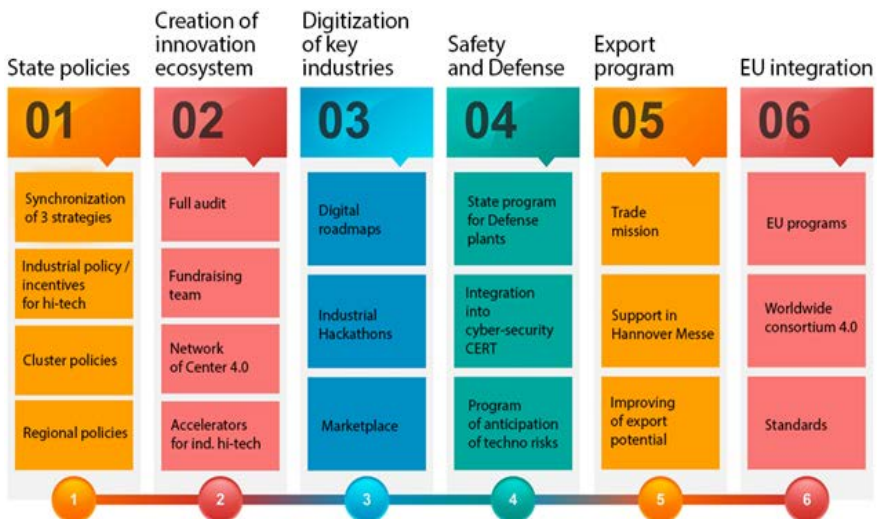 State policies
01
Synchronization
of 3 strategies
Industrial policy /
incentives
for hi-tech
Cluster policies
Regional policies
1
Creation of
innovation
ecosystem
02
Full audit
Fundraising
team
Network
of Center 4.0
Accelerators
for ind. hi-tech
2
Digitization
of key
industries
03
Digital
roadmaps
Industrial
Hackathons
Marketplace
3
Safety
and Defense
04
State program
for Defense
plants
Integration
into
cyber-security
CERT
Program
of anticipation
of techno risks
4
Export
program
05
Trade
mission
Support in
Hannover Messe
Improving
of export
potential
5
EU integration
06
EU programs
Worldwide
consortium 4.0
Standards
6